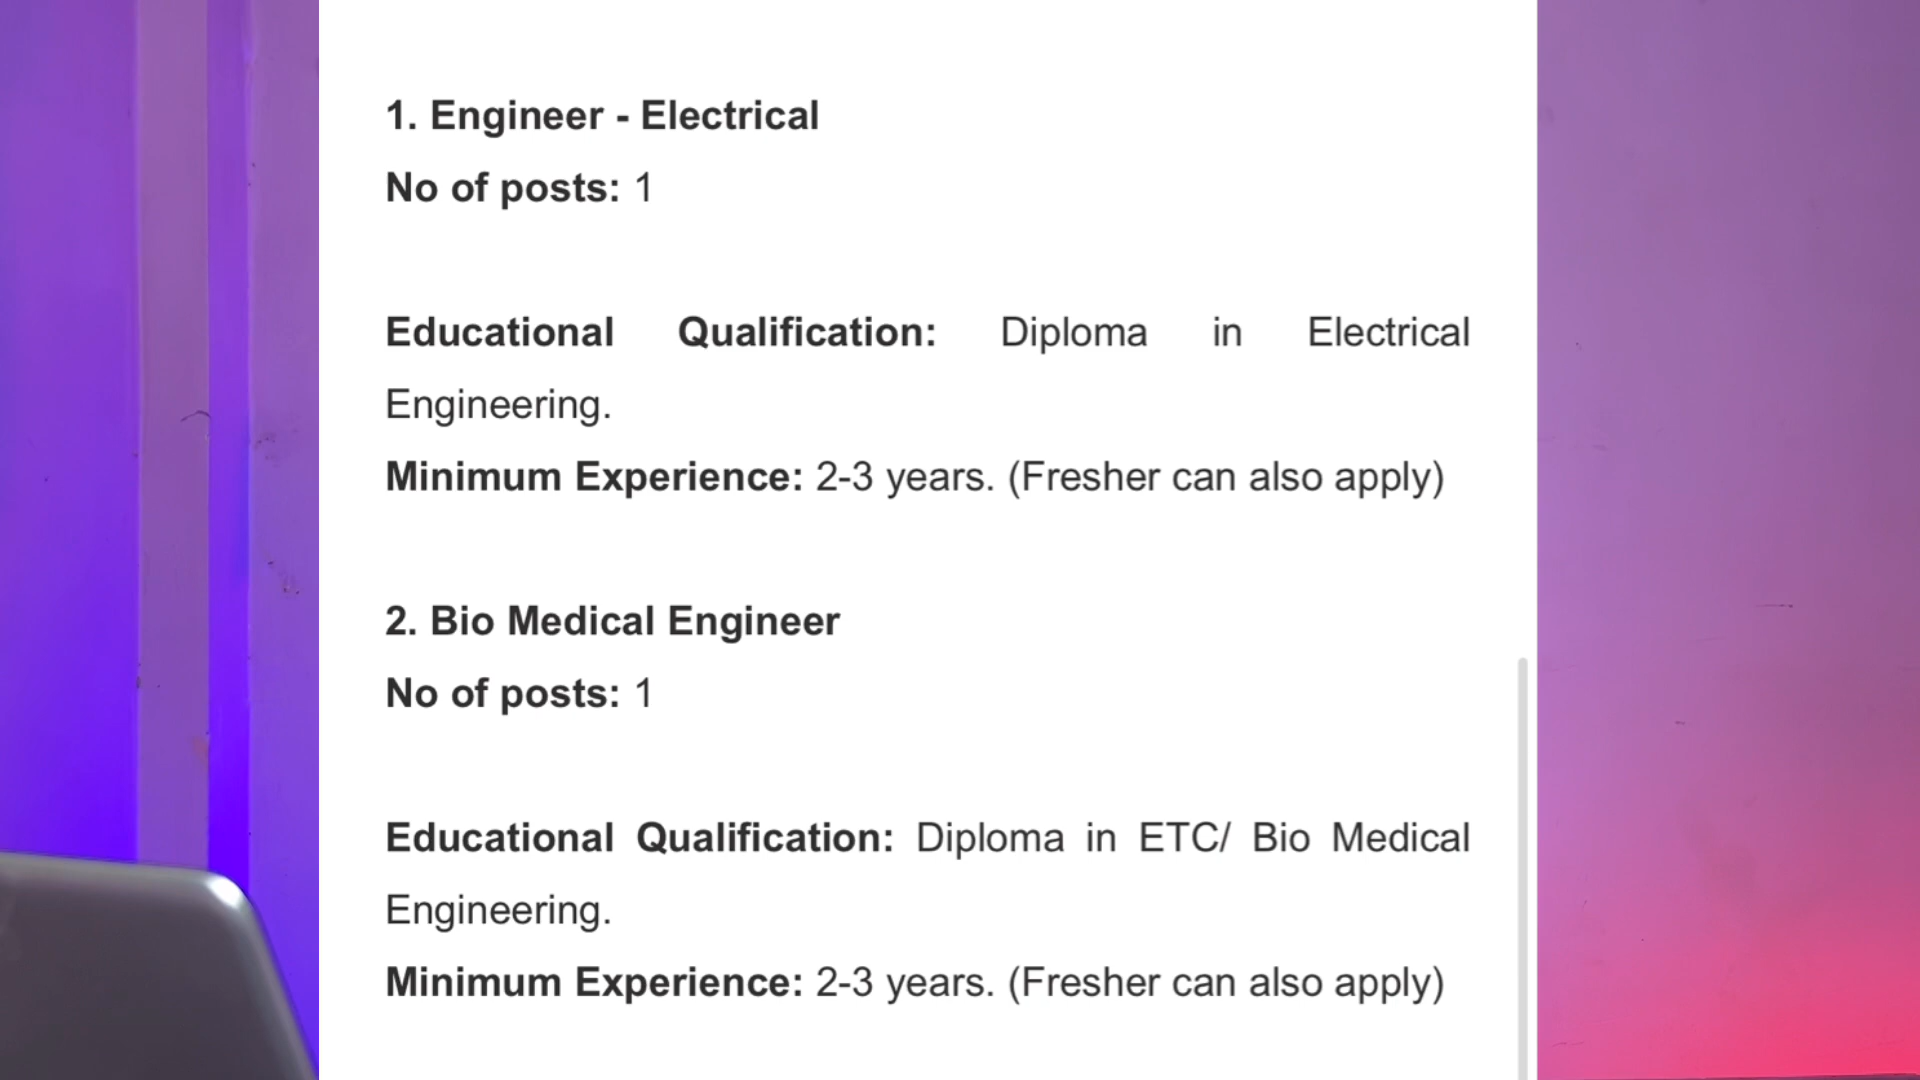 1. Engineer - Electrical
No of posts: 1
Educational Qualification: Diploma in Electrical
Engineering.
Minimum Experience: 2-3 years. (Fresher can also apply)
2. Bio Medical Engineer
No of posts: 1
Educational Qualification: Diploma in ETC/ Bio Medical
Engineering.
Minimum Experience: 2-3 years. (Fresher can also apply)